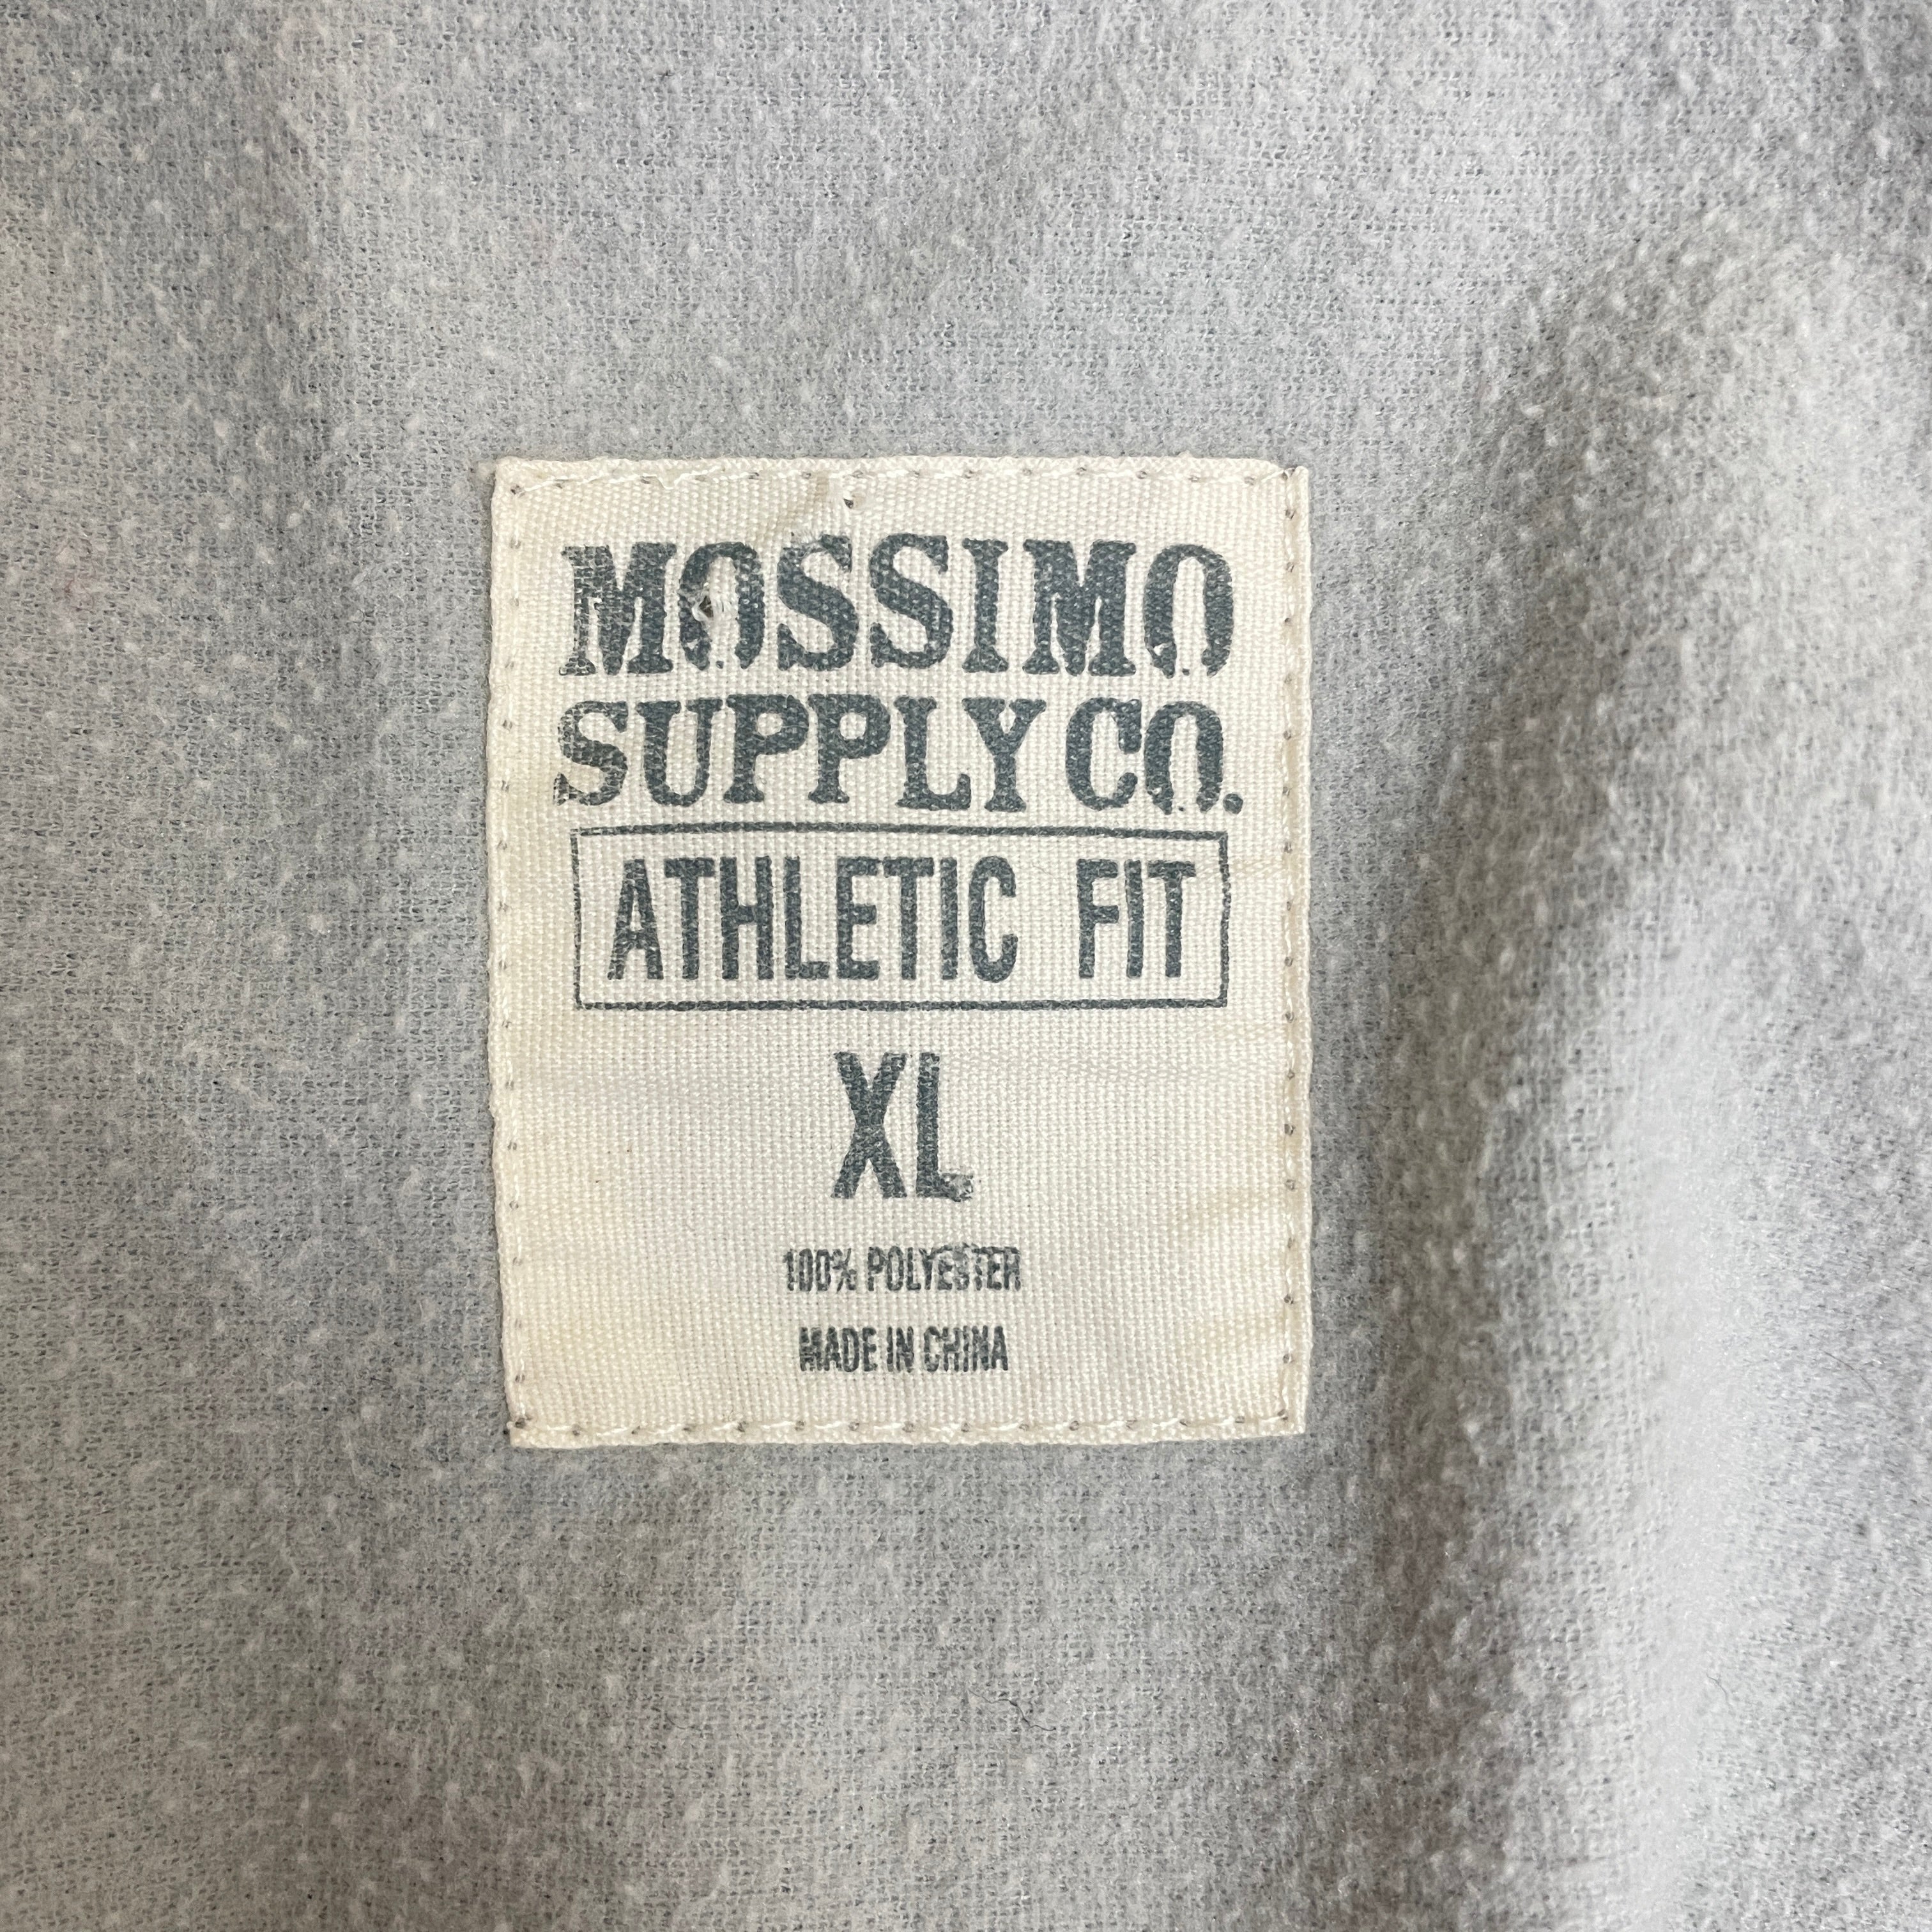 MOSSIMO
SUPPLY CO.
ATHLETIC FIT
XL
100% POLYESTER
MADE IN CHINA